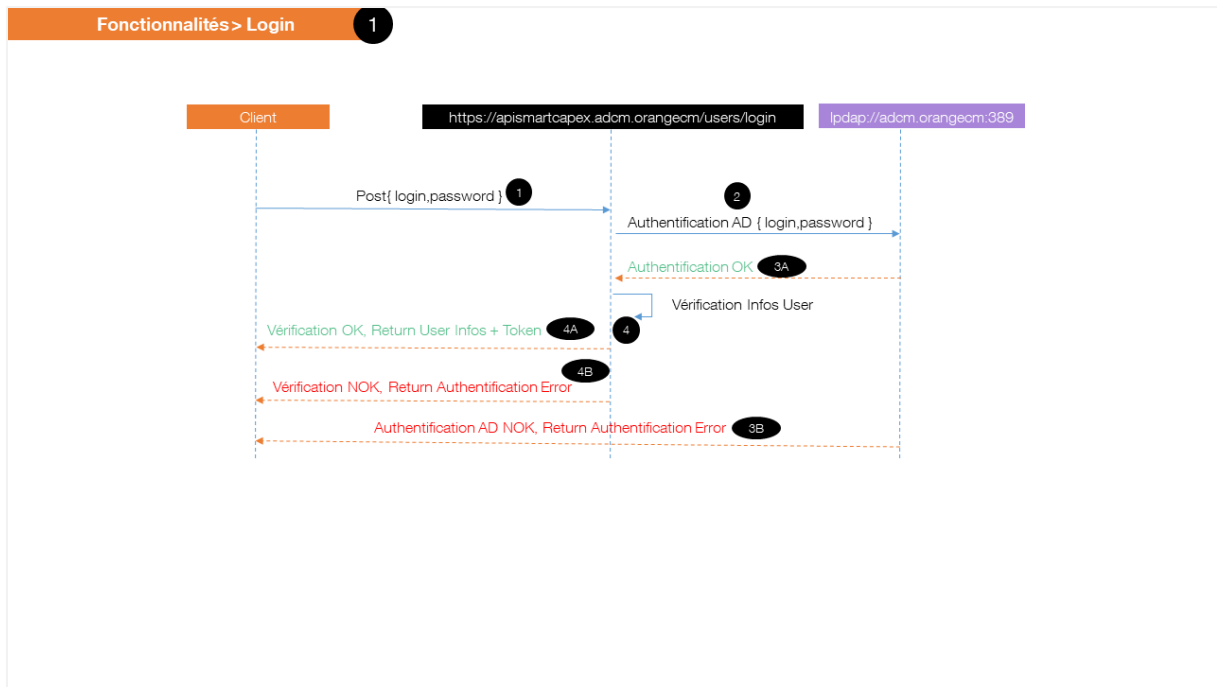 Fonctionnalités > Login
1
Client
https://apismartcapex.adcm.orangecm/users/login
lpdap://adcm.orangecm:389
Post{ login,password }
1
2
Authentification AD { login,password }
Authentification OK
3A
Vérification Infos User
Vérification OK, Return User Infos + Token
4A
4
4B
Vérification NOK, Return Authentification Error
Authentification AD NOK, Return Authentification Error
3B